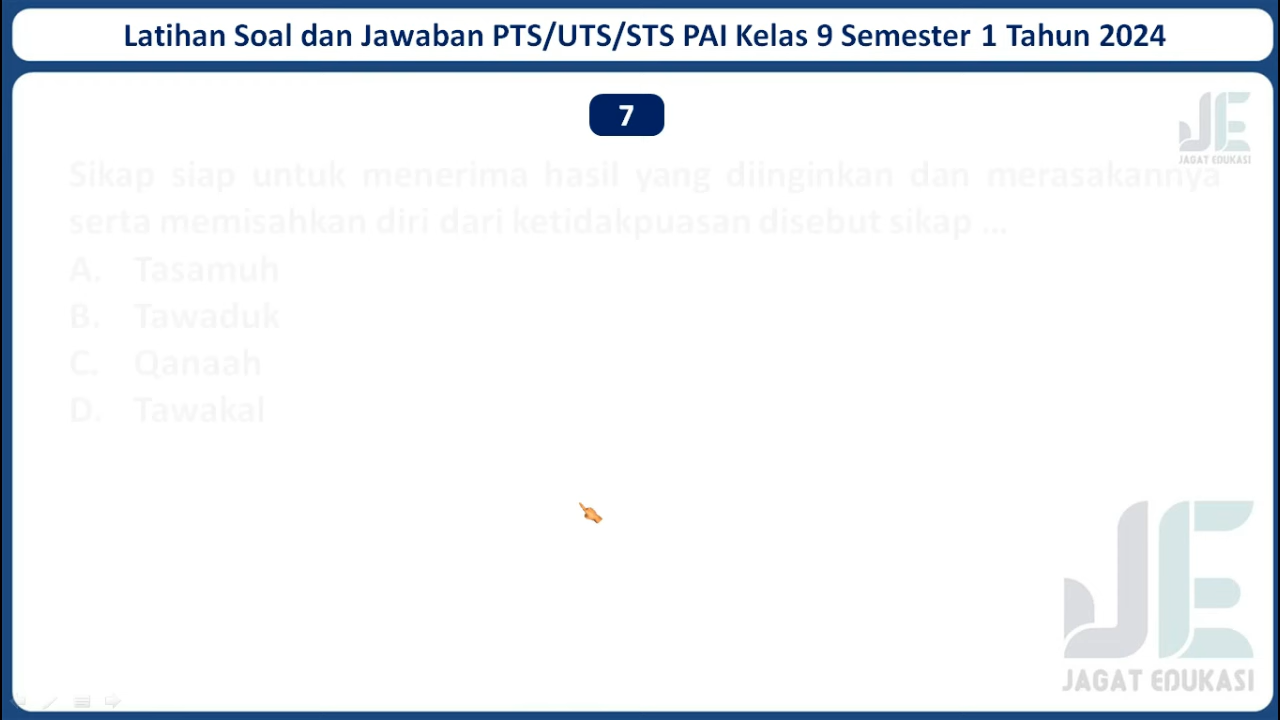 Latihan Soal dan Jawaban PTS/UTS/STS PAI Kelas 9 Semester 1 Tahun 2024
7
JAGAT EDUKASI
Sikap siap untuk menerima hasil yang diinginkan dan merasakannya
serta memisahkan diri dari ketidakpuasan disebut sikap ...
A. Tasamuh
B. Tawaduk
C. Qanaah
D. Tawakal
JAGAT EDUKASI